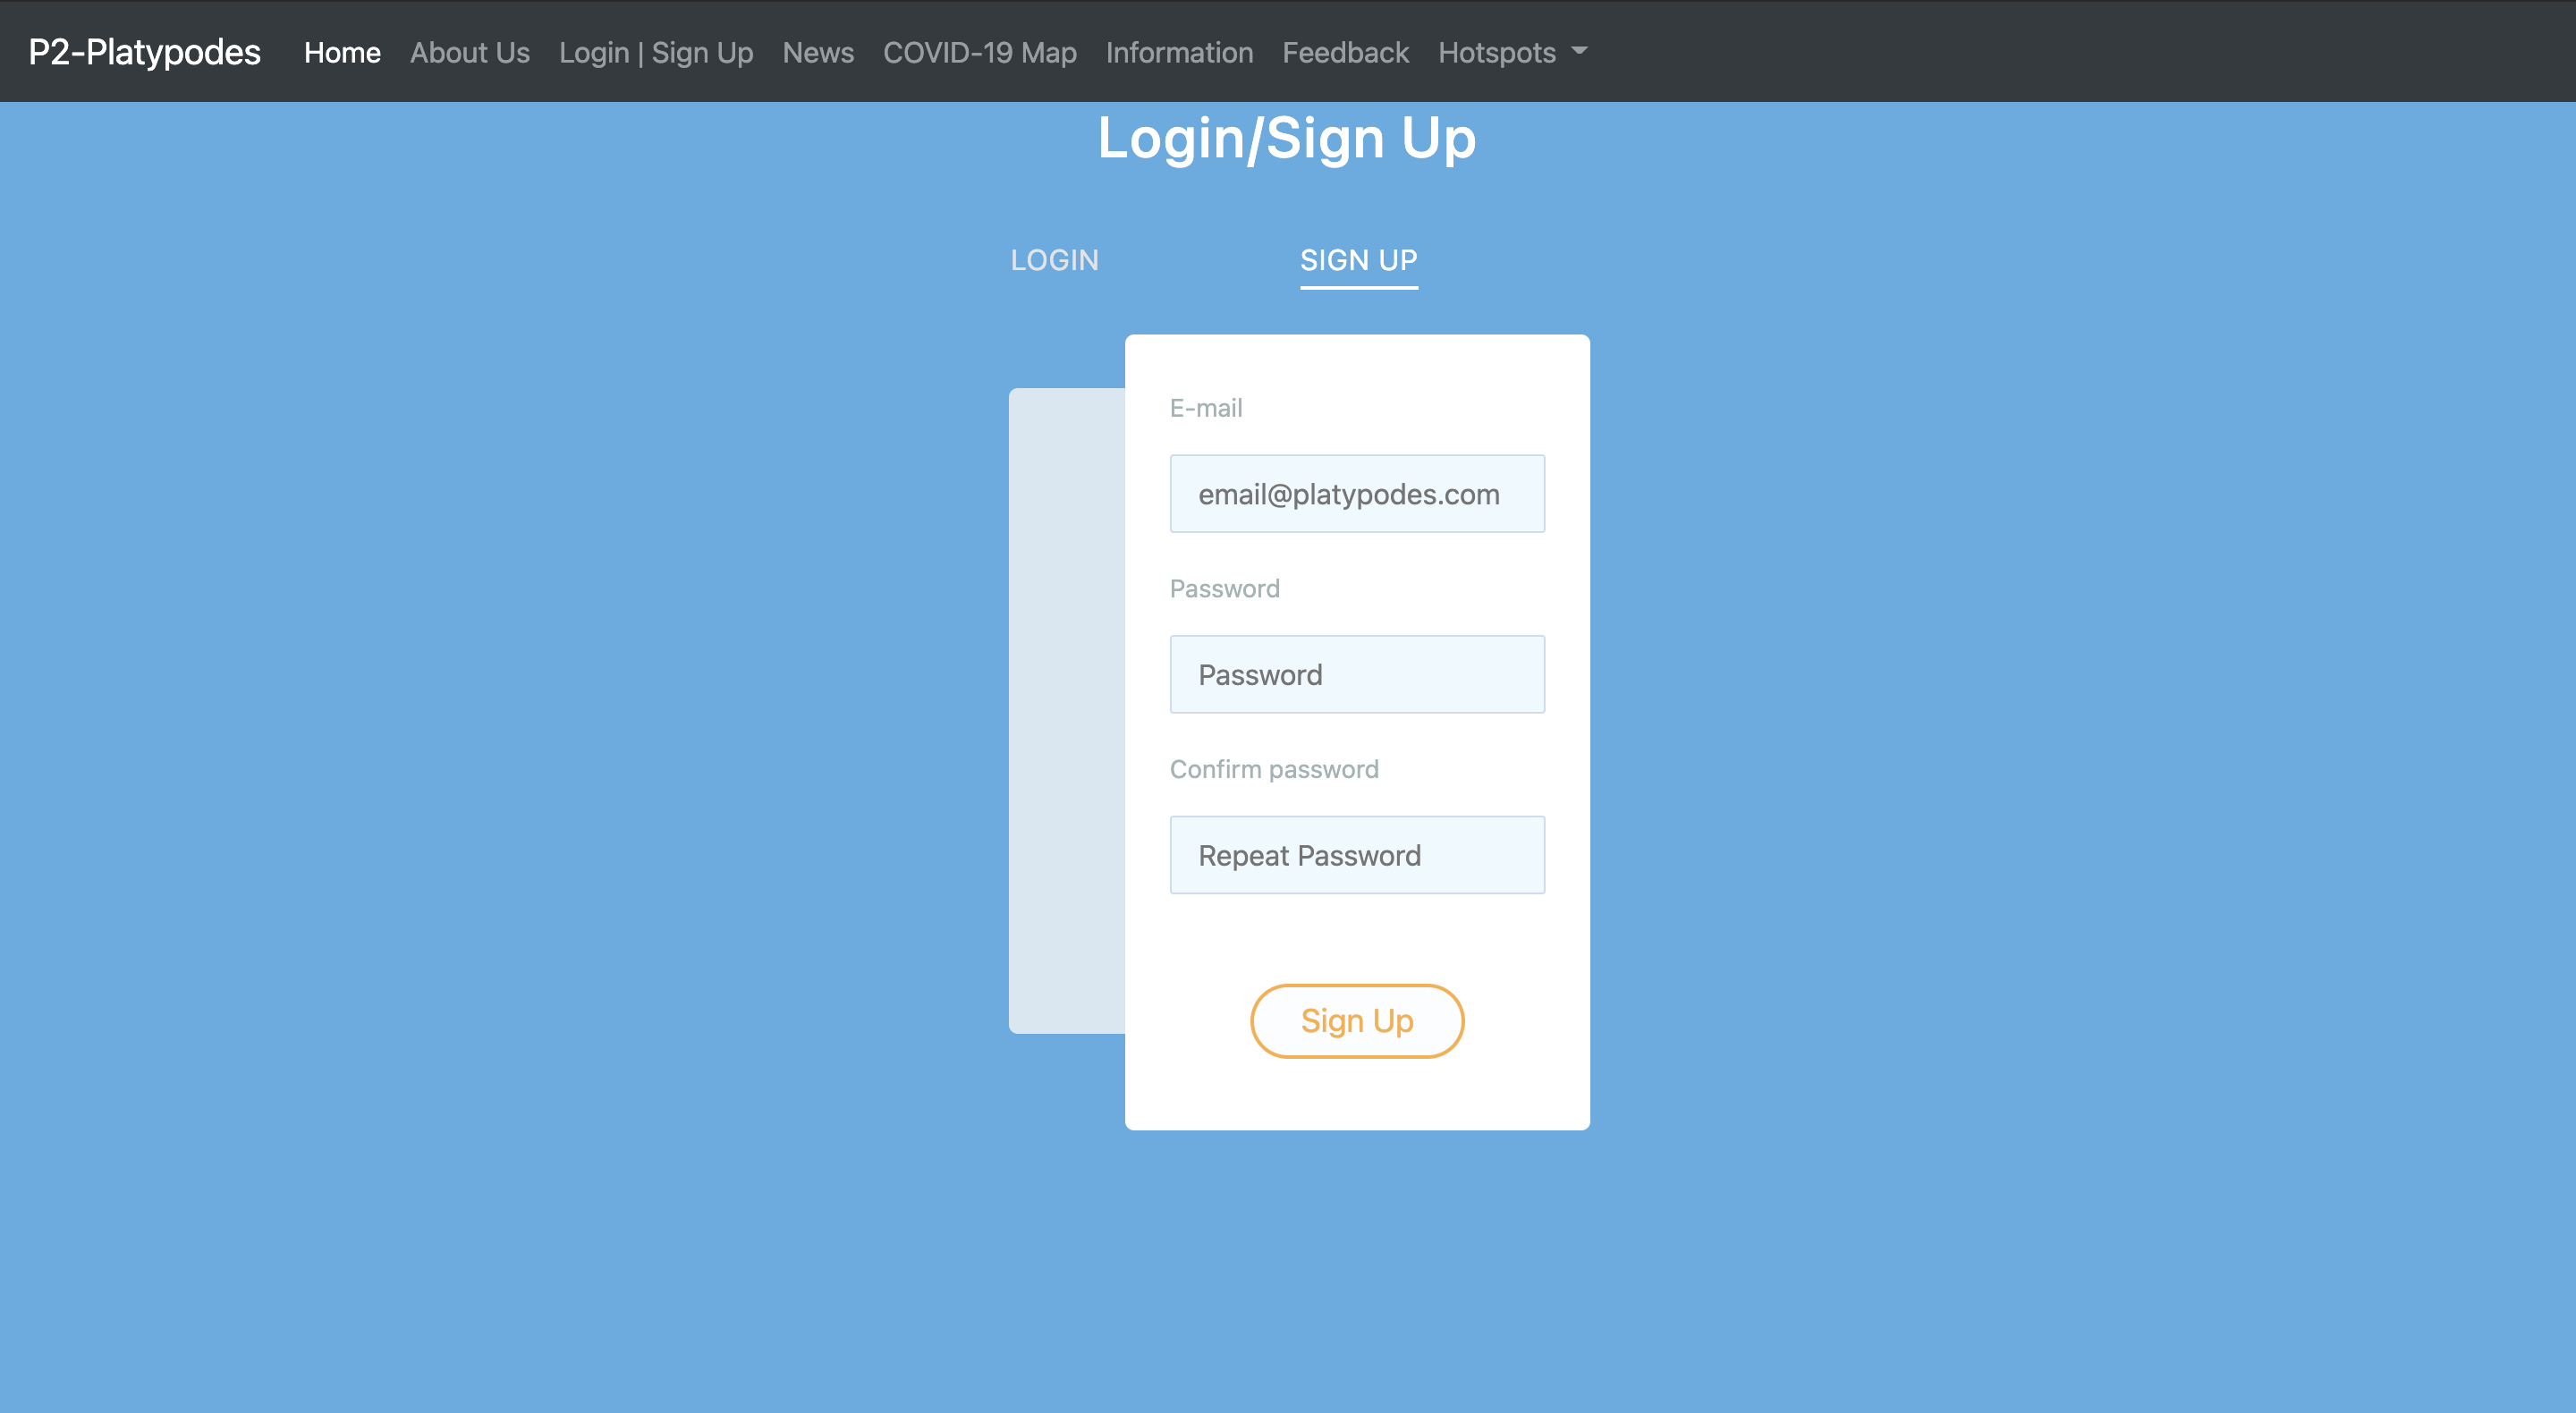 P2-Platypodes Home About Us Login | Sign Up News COVID-19 Map Information Feedback Hotspots
Login/Sign Up
LOGIN SIGN UP
E-mail
email@platypodes.com
Password
Password
Confirm password
Repeat Password
Sign Up